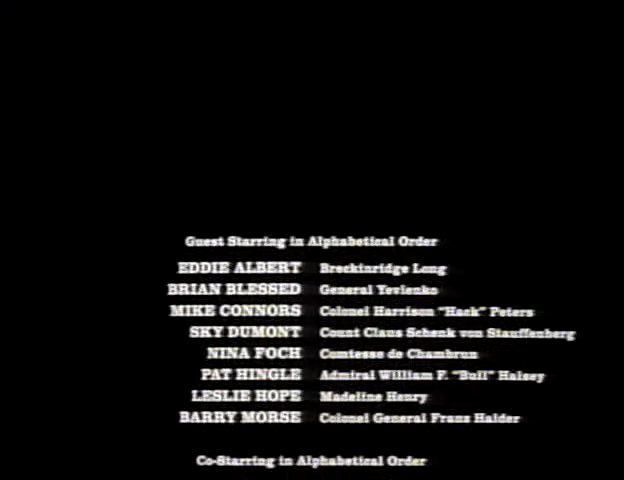 Guest Starring in Alphabetical Order
EDDIE ALBERT Breckinridge Long
BRIAN BLESSED General Yevlenko
MIKE CONNORS Colonel Harrison "Hack" Peters
SKY DUMONT Count Claus Schenk von Stauffenberg
NINA FOCH Comtesse de Chambrun
PAT HINGLE Admiral William F. "Bull" Halsey
LESLIE HOPE Madeline Henry
BARRY MORSE Colonel General Franz Halder
Co-Starring in Alphabetical Order